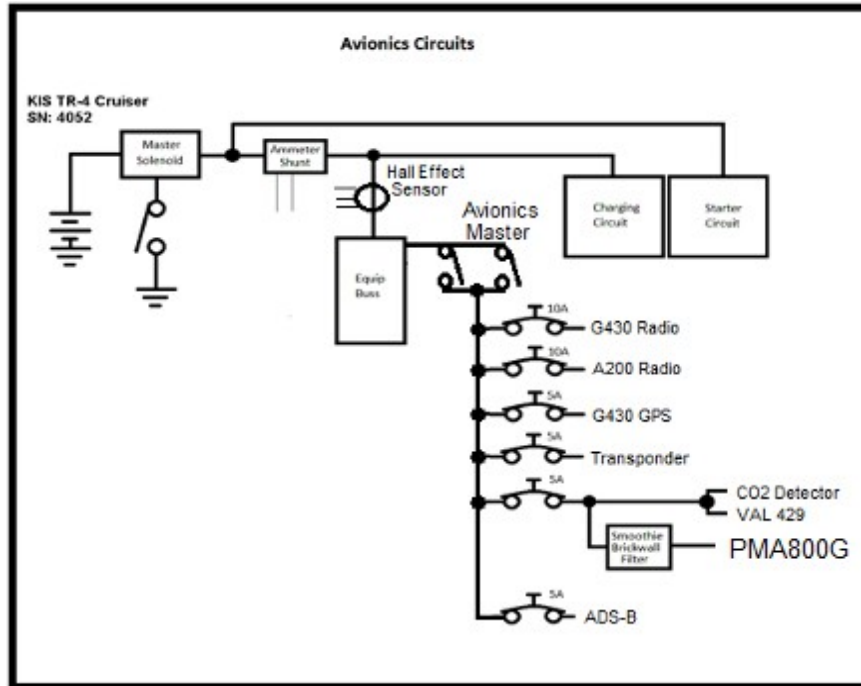 Avionics Circuits
KIS TR-4 Cruiser
SN: 4052
Master
Solenoid
Ammeter
Shunt
Hall Effect
Sensor
Charging
Circuit
Starter
Circuit
Avionics
Master
Equip
Buss
10A
G430 Radio
10A
A200 Radio
5A
G430 GPS
5A
Transponder
5A
CO2 Detector
VAL 429
Smoothie
Brickwall
Filter
PMA800G
5A
ADS-B